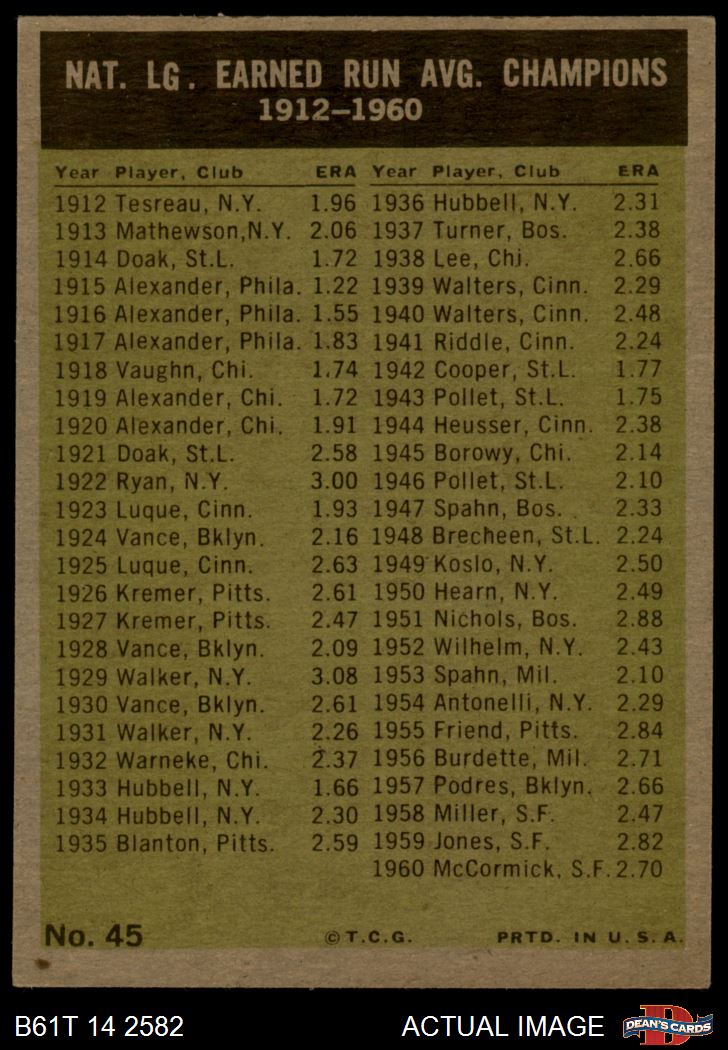 NAT. LG. EARNED RUN AVG. CHAMPIONS
1912-1960
Year Player, Club ERA
1912 Tesreau, N.Y. 1.96
1913 Mathewson,N.Y. 2.06
1914 Doak, St.L. 1.72
1915 Alexander, Phila. 1.22
1916 Alexander, Phila. 1.55
1917 Alexander, Phila. 1.83
1918 Vaughn, Chi. 1.74
1919 Alexander, Chi. 1.72
1920 Alexander, Chi. 1.91
1921 Doak, St.L. 2.58
1922 Ryan, N.Y. 3.00
1923 Luque, Cinn. 1.93
1924 Vance, Bklyn. 2.16
1925 Luque, Cinn. 2.63
1926 Kremer, Pitts. 2.61
1927 Kremer, Pitts. 2.47
1928 Vance, Bklyn. 2.09
1929 Walker, N.Y. 3.08
1930 Vance, Bklyn. 2.61
1931 Walker, N.Y. 2.26
1932 Warneke, Chi. 2.37
1933 Hubbell, N.Y. 1.66
1934 Hubbell, N.Y. 2.30
1935 Blanton, Pitts. 2.59
Year Player, Club ERA
1936 Hubbell, N.Y. 2.31
1937 Turner, Bos. 2.38
1938 Lee, Chi. 2.66
1939 Walters, Cinn. 2.29
1940 Walters, Cinn. 2.48
1941 Riddle, Cinn. 2.24
1942 Cooper, St.L. 1.77
1943 Pollet, St.L. 1.75
1944 Heusser, Cinn. 2.38
1945 Borowy, Chi. 2.14
1946 Pollet, St.L. 2.10
1947 Spahn, Bos. 2.33
1948 Brecheen, St.L. 2.24
1949 Koslo, N.Y. 2.50
1950 Hearn, N.Y. 2.49
1951 Nichols, Bos. 2.88
1952 Wilhelm, N.Y. 2.43
1953 Spahn, Mil. 2.10
1954 Antonelli, N.Y. 2.29
1955 Friend, Pitts. 2.84
1956 Burdette, Mil. 2.71
1957 Podres, Bklyn. 2.66
1958 Miller, S.F. 2.47
1959 Jones, S.F. 2.82
1960 McCormick, S.F. 2.70
No. 45 © T.C.G. PRTD. IN U.S.A.
B61T 14 2582 ACTUAL IMAGE D DEAN'S CARDS